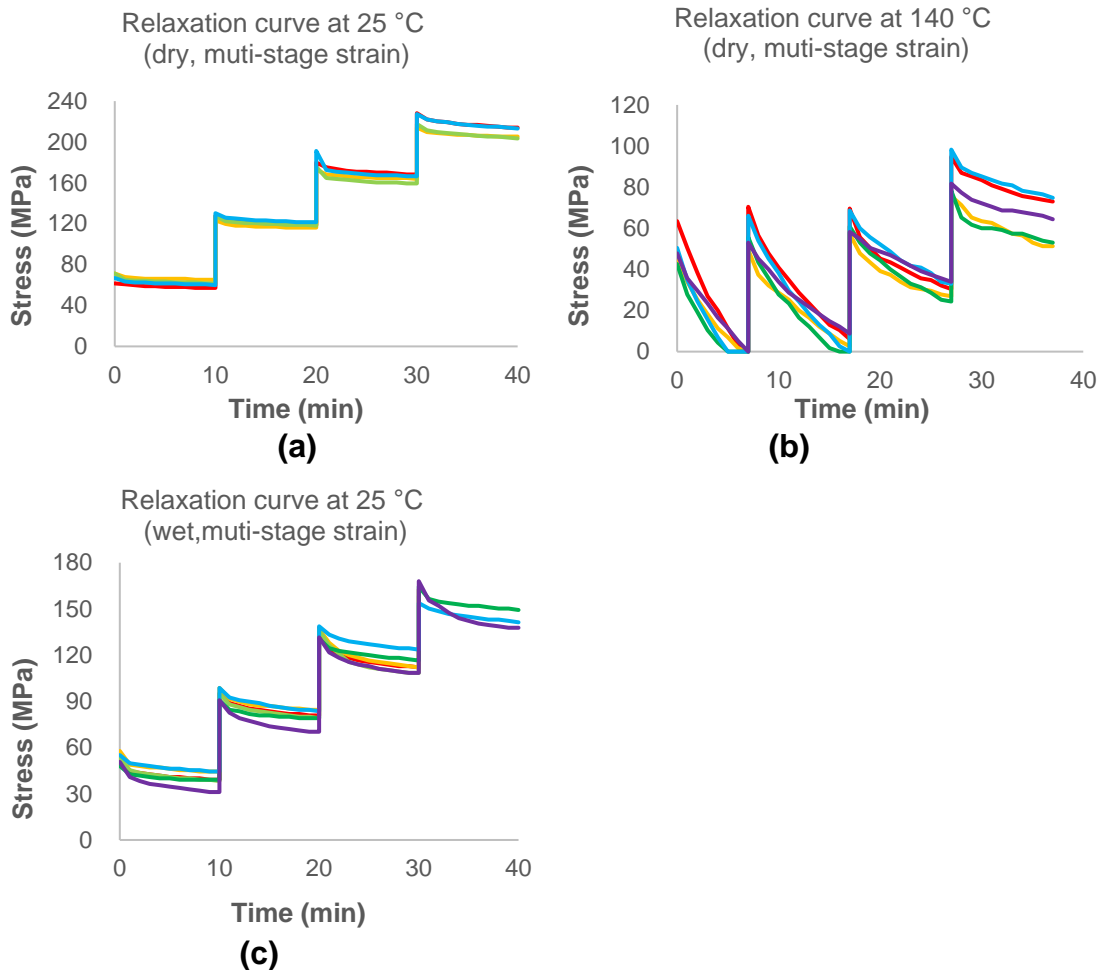 Relaxation curve at 25 °C
(dry, muti-stage strain)
240
200
160
120
80
40
0
Stress (MPa)
0 10 20 30 40
Time (min)
(a)
Relaxation curve at 140 °C
(dry, muti-stage strain)
120
100
80
60
40
20
0
Stress (MPa)
0 10 20 30 40
Time (min)
(b)
Relaxation curve at 25 °C
(wet,muti-stage strain)
180
150
120
90
60
30
0
Stress (MPa)
0 10 20 30 40
Time (min)
(c)